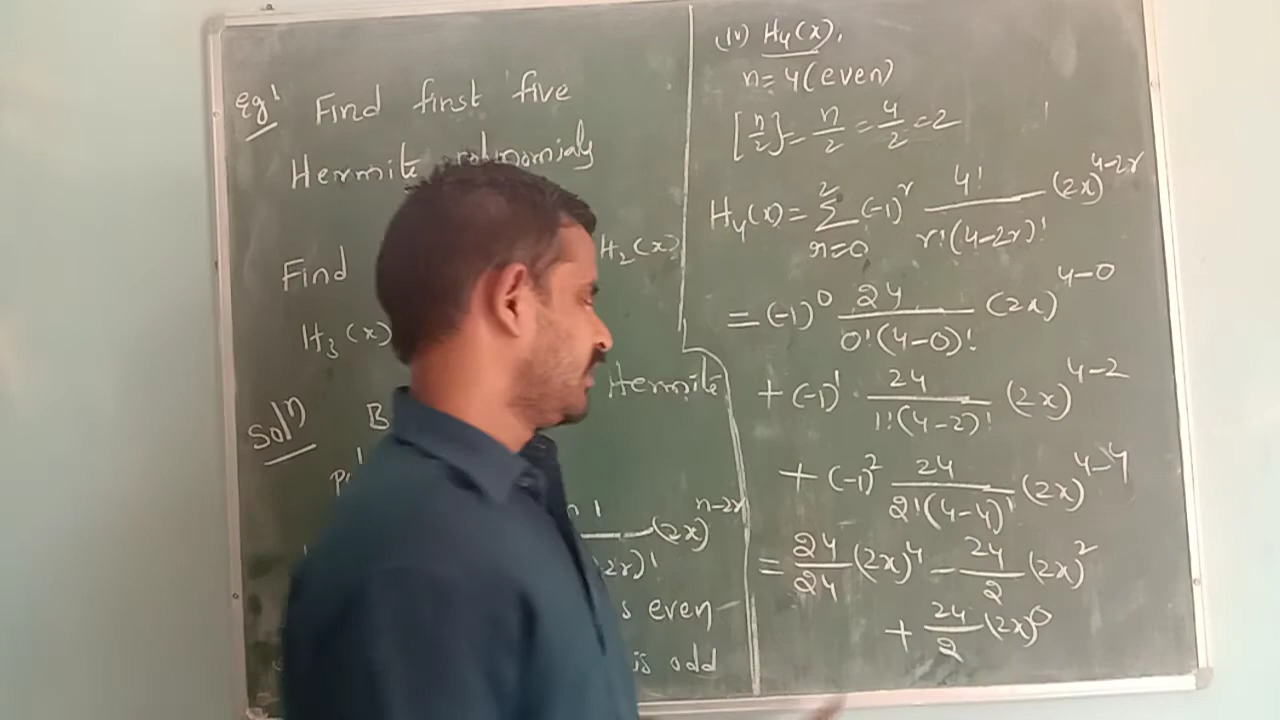 Eg! Find first five
Hermite polynomials
Find H₂(x)
H₃(x)
Solⁿ B Hermite
n! (2x)^(n-2r)
2r)!
s even
is odd
(iv) H₄(x),
n=4(even)
[n/2] = n/2 = 4/2 = 2
H₄(x) = Σ_(r=0)^2 (-1)^r 4!/(r!(4-2r)!) (2x)^(4-2r)
= (-1)^0 24/(0!(4-0)!) (2x)^(4-0)
+ (-1)^1 · 24/(1!(4-2)!) (2x)^(4-2)
+ (-1)^2 24/(2!(4-4)!) (2x)^(4-4)
= 24/24 (2x)^4 - 24/2 (2x)^2
+ 24/2 (2x)^0